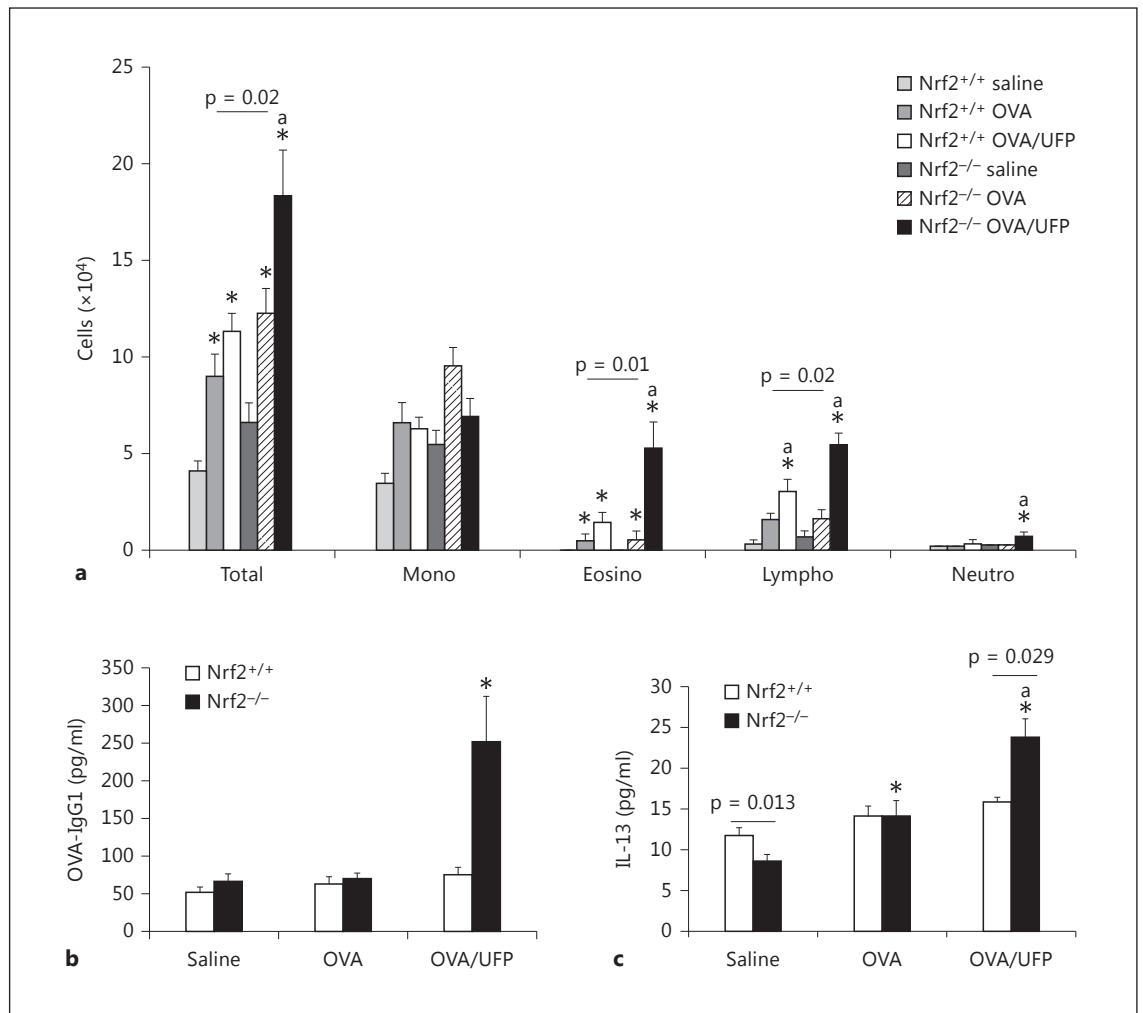 25
20
15
10
5
0
Cells (×10⁴)
p = 0.02
a
*
*
*
*
p = 0.01
a
*
*
*
*
p = 0.02
a
*
a
*
a
*
Nrf2+/+ saline
Nrf2+/+ OVA
Nrf2+/+ OVA/UFP
Nrf2–/– saline
Nrf2–/– OVA
Nrf2–/– OVA/UFP
a
Total Mono Eosino Lympho Neutro
350
300
250
200
150
100
50
0
OVA-IgG1 (pg/ml)
Nrf2+/+
Nrf2–/–
*
b
Saline OVA OVA/UFP
30
25
20
15
10
5
0
IL-13 (pg/ml)
Nrf2+/+
Nrf2–/–
p = 0.013
*
p = 0.029
a
*
c
Saline OVA OVA/UFP